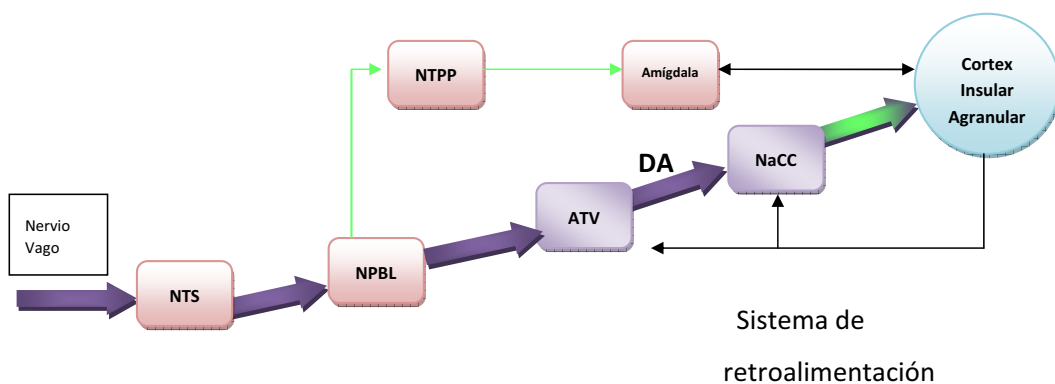 NTPP
Amígdala
Cortex
Insular
Agranular
DA
NaCC
ATV
Nervio
Vago
NPBL
NTS
Sistema de
retroalimentación